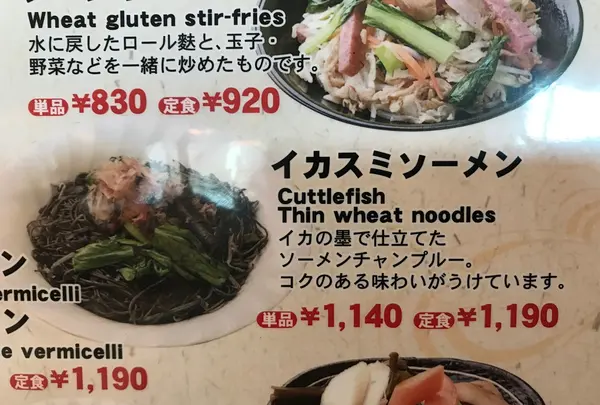 Wheat gluten stir-fries
水に戻したロール麩と、玉子・
野菜などを一緒に炒めたものです。
単品 ¥830 定食 ¥920
イカスミソーメン
Cuttlefish
Thin wheat noodles
イカの墨で仕立てた
ソーメンチャンプルー。
コクのある味わいがうけています。
単品 ¥1,140 定食 ¥1,190
ン
ermicelli
ン
e vermicelli
定食 ¥1,190